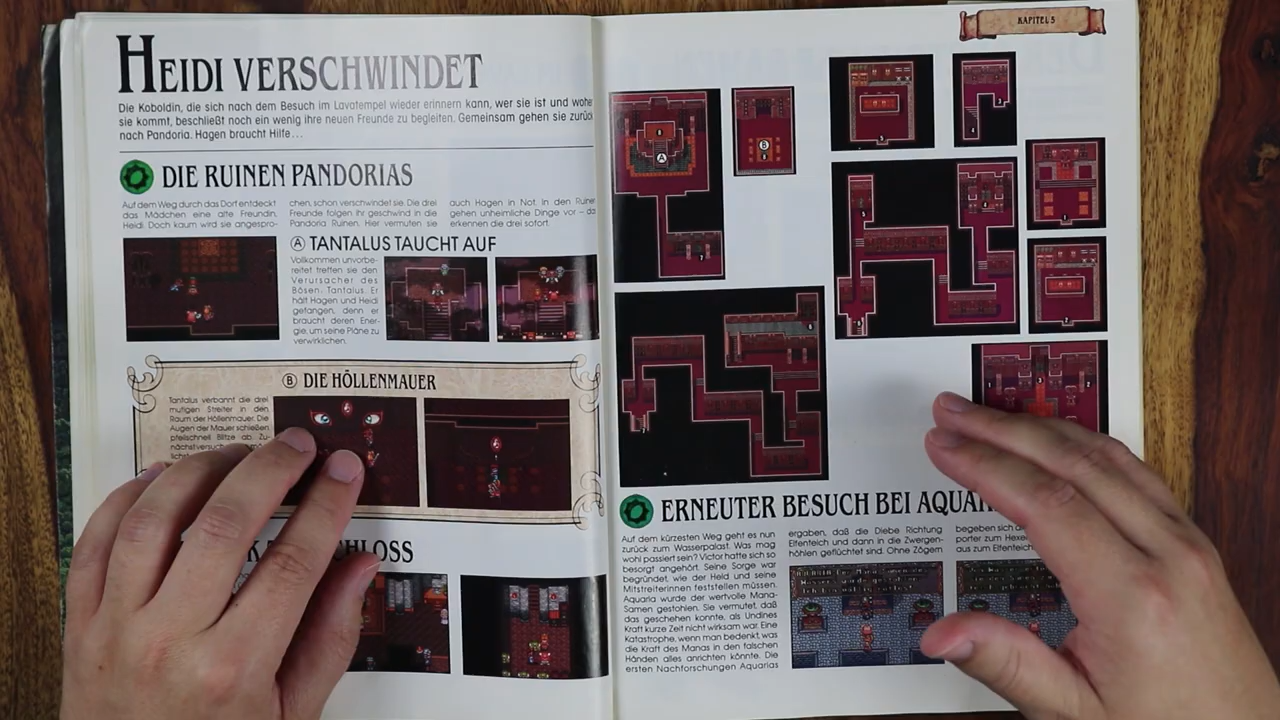 KAPITEL 5
HEIDI VERSCHWINDET
Die Koboldin, die sich nach dem Besuch im Lavatempel wieder erinnern kann, wer sie ist und wohe
sie kommt, beschließt noch ein wenig ihre neuen Freunde zu begleiten. Gemeinsam gehen sie zurüc
nach Pandoria. Hagen braucht Hilfe...
DIE RUINEN PANDORIAS
Auf dem Weg durch das Dorf entdeckt
das Mädchen eine alte Freundin,
Heidi. Doch kaum wird sie angespro-
chen, schon verschwindet sie. Die drei
Freunde folgen ihr geschwind in die
Pandoria Ruinen. Hier vermuten sie
auch Hagen in Not. In den Ruinen
gehen unheimliche Dinge vor – da
erkennen die drei sofort.
A TANTALUS TAUCHT AUF
Vollkommen unvorbe-
reitet treffen sie den
Verursacher des
Bösen, Tantalus. Er
hält Hagen und Heidi
gefangen, denn er
braucht deren Ener-
gie, um seine Pläne zu
verwirklichen.
B DIE HÖLLENMAUER
Tantalus verbannt die drei
mutigen Streiter in den
Raum der Höllenmauer. Die
Augen der Mauer schießen
pfeilschnell Blitze ab. Zu-
SCHLOSS
A
B
7
5
4
5
4
1
2
6
1
3
2
ERNEUTER BESUCH BEI AQUA
Auf dem kürzesten Weg geht es nun
zurück zum Wasserpalast. Was mag
wohl passiert sein? Victor hatte sich so
besorgt angehört. Seine Sorge war
begründet, wie der Held und seine
Mitstreiterinnen feststellen müssen.
Aquaria wurde der wertvolle Mana-
Samen gestohlen. Sie vermutet, daß
das geschehen konnte, als Undines
Kraft kurze Zeit nicht wirksam war. Eine
Katastrophe, wenn man bedenkt, was
die Kraft des Manas in den falschen
Händen alles anrichten könnte. Die
ersten Nachforschungen Aquarias
ergaben, daß die Diebe Richtung
Elfenteich und dann in die Zwergen-
höhlen geflüchtet sind. Ohne Zögern
begeben sich
porter zum Hexe
aus zum Elfenteich